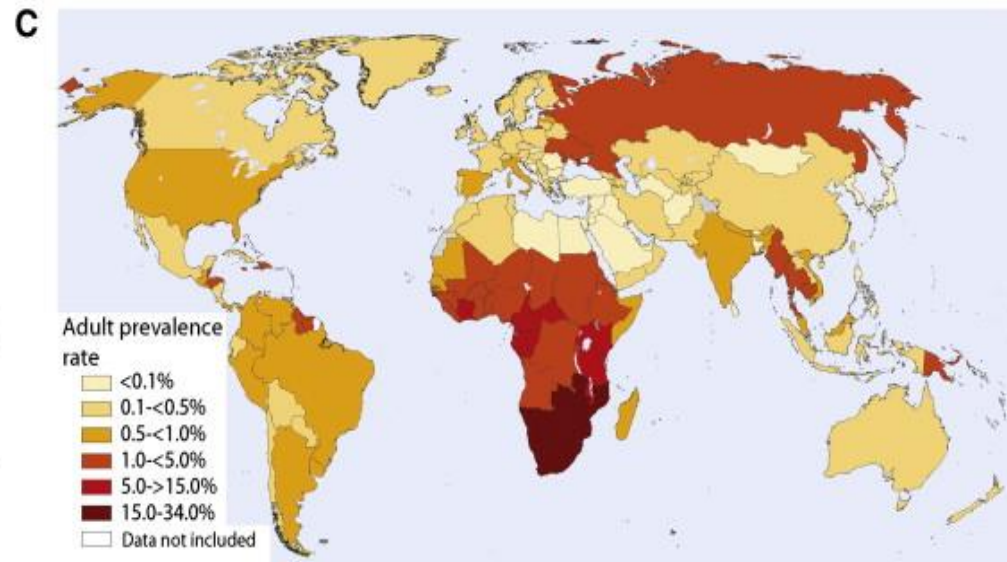 C
Adult prevalence
rate
<0.1%
0.1-<0.5%
0.5-<1.0%
1.0-<5.0%
5.0->15.0%
15.0-34.0%
Data not included